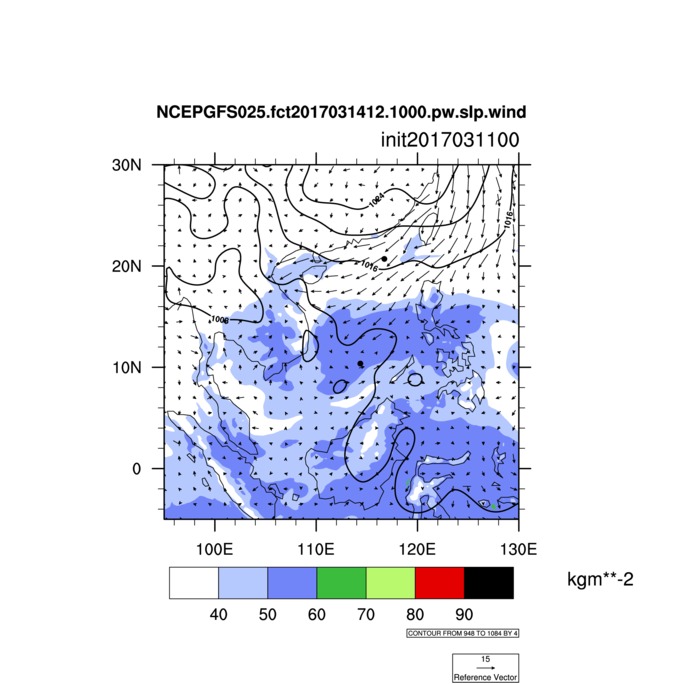 NCEPGFS025.fct2017031412.1000.pw.slp.wind
init2017031100
30N
20N
10N
0
1024
1016
1016
1008
100E 110E 120E 130E
40 50 60 70 80 90
kgm**-2
CONTOUR FROM 948 TO 1084 BY 4
15
Reference Vector